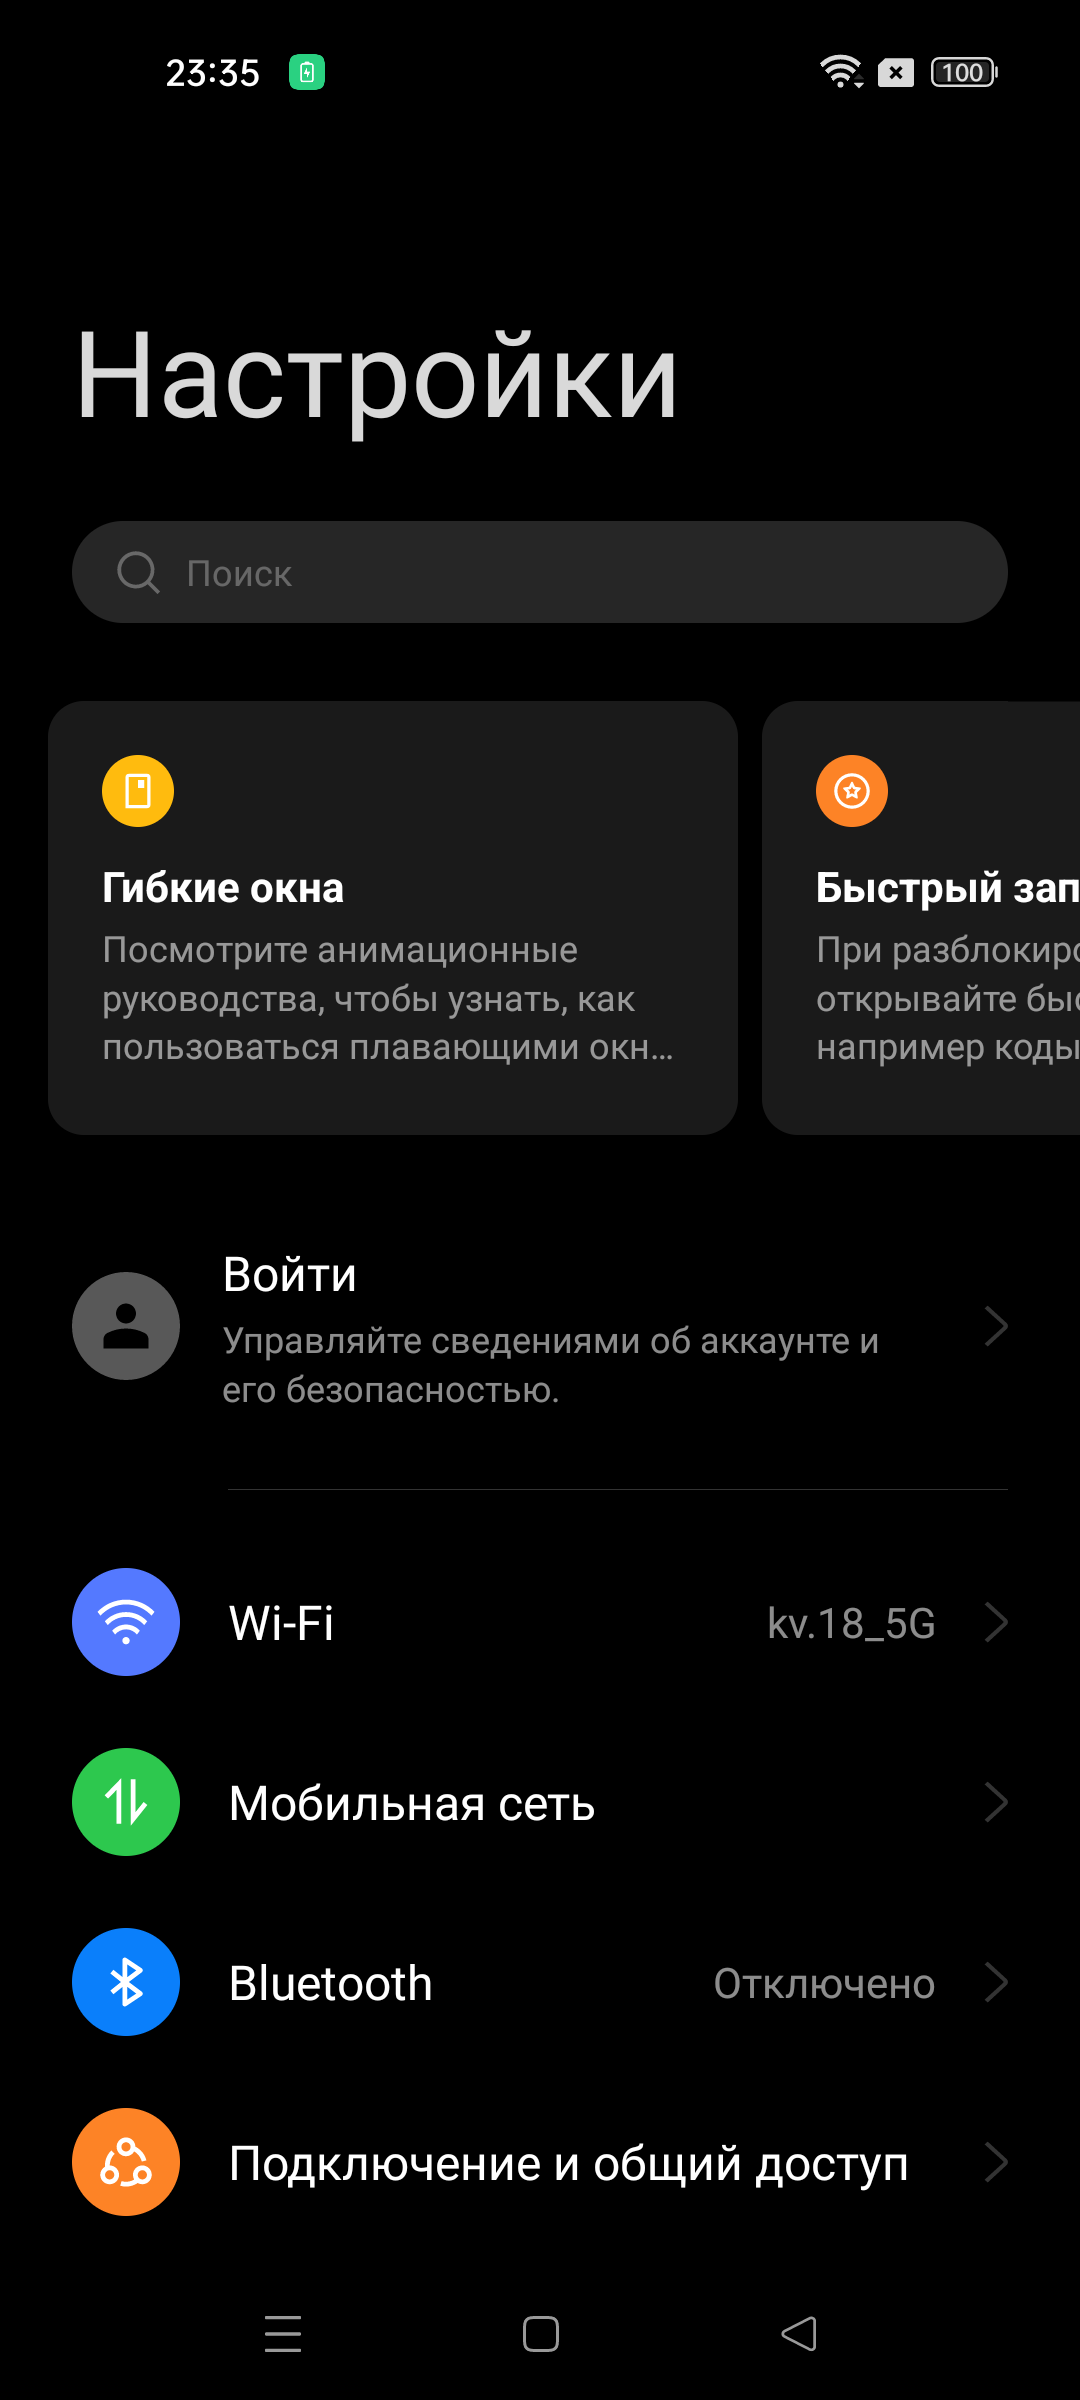 23:35
100
Настройки
Поиск
Гибкие окна
Посмотрите анимационные
руководства, чтобы узнать, как
пользоваться плавающими окн...
Быстрый зап
При разблокиро
открывайте быс
например коды
Войти
Управляйте сведениями об аккаунте и
его безопасностью.
Wi-Fi
kv.18_5G
Мобильная сеть
Bluetooth
Отключено
Подключение и общий доступ